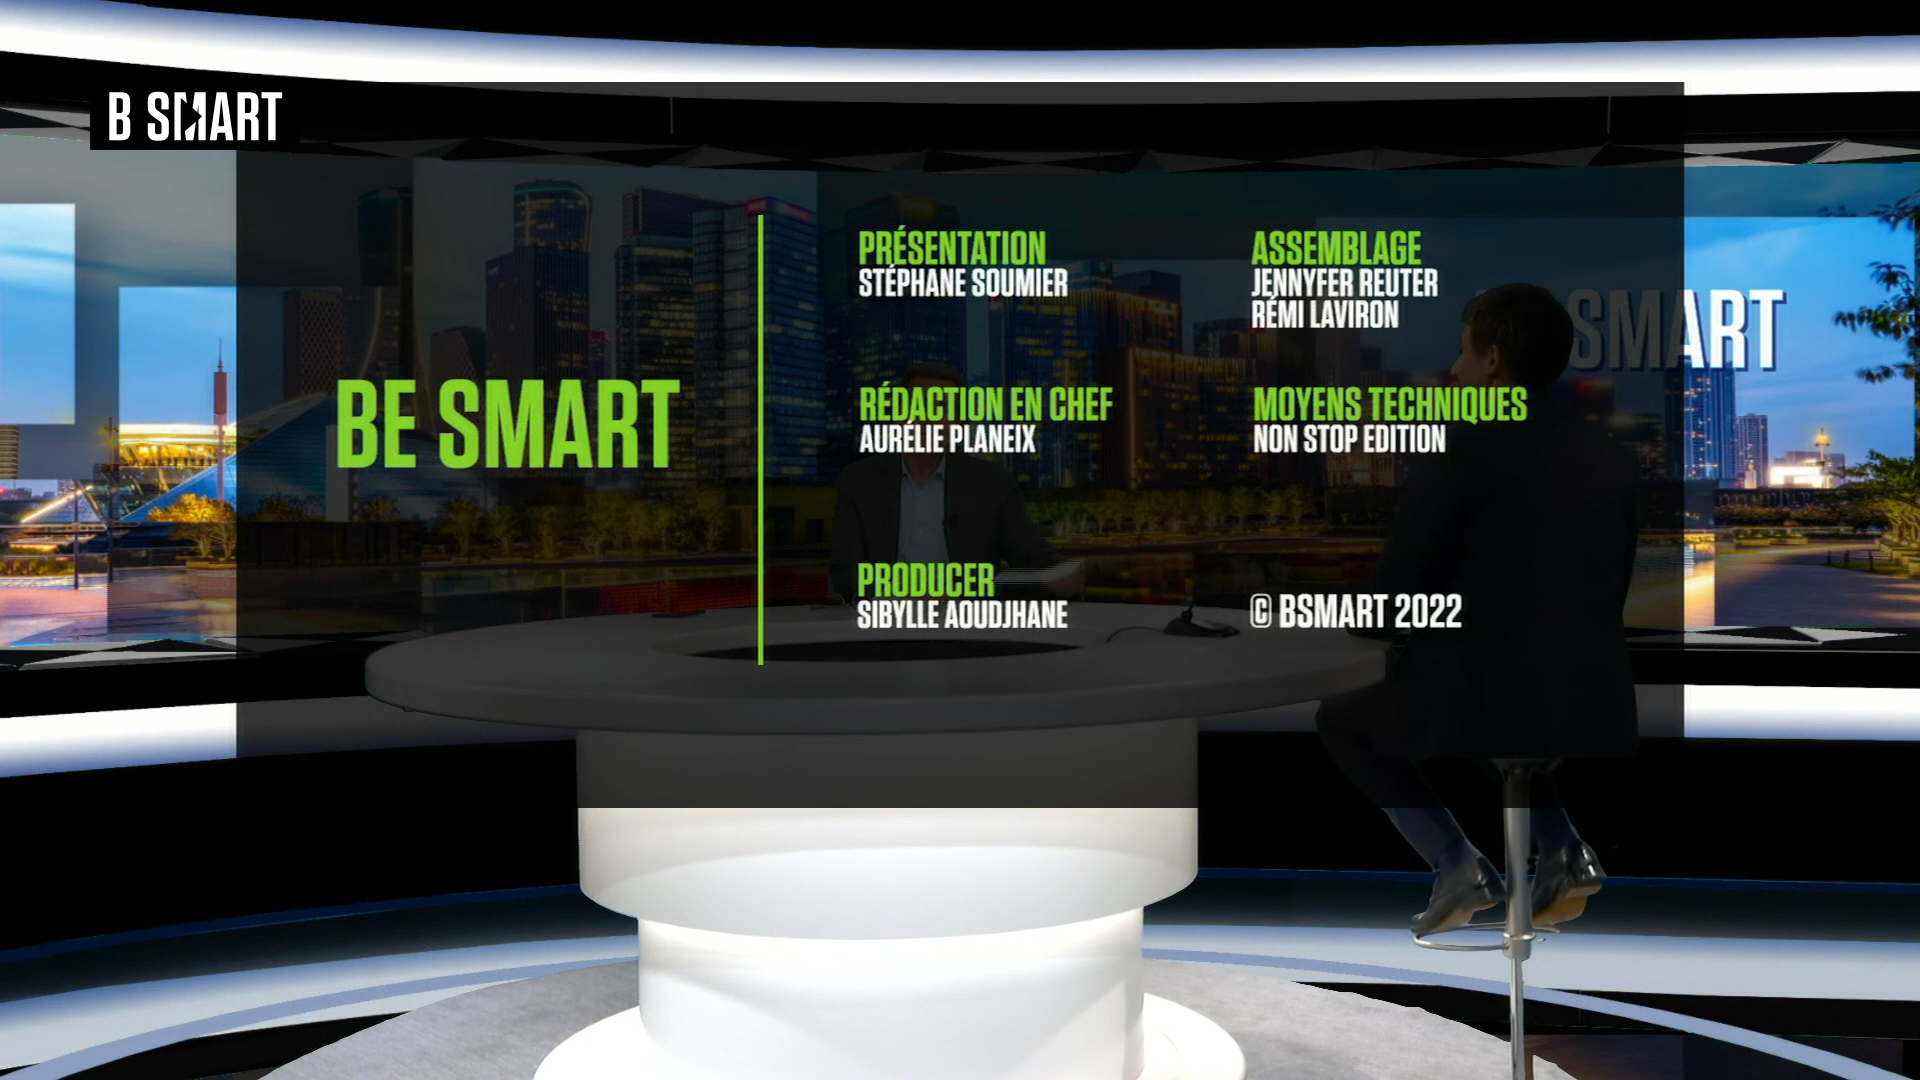 B SMART
BE SMART
PRÉSENTATION
STÉPHANE SOUMIER
RÉDACTION EN CHEF
AURÉLIE PLANEIX
PRODUCER
SIBYLLE AOUDJHANE
ASSEMBLAGE
JENNYFER REUTER
RÉMI LAVIRON
MOYENS TECHNIQUES
NON STOP EDITION
© BSMART 2022
SMART